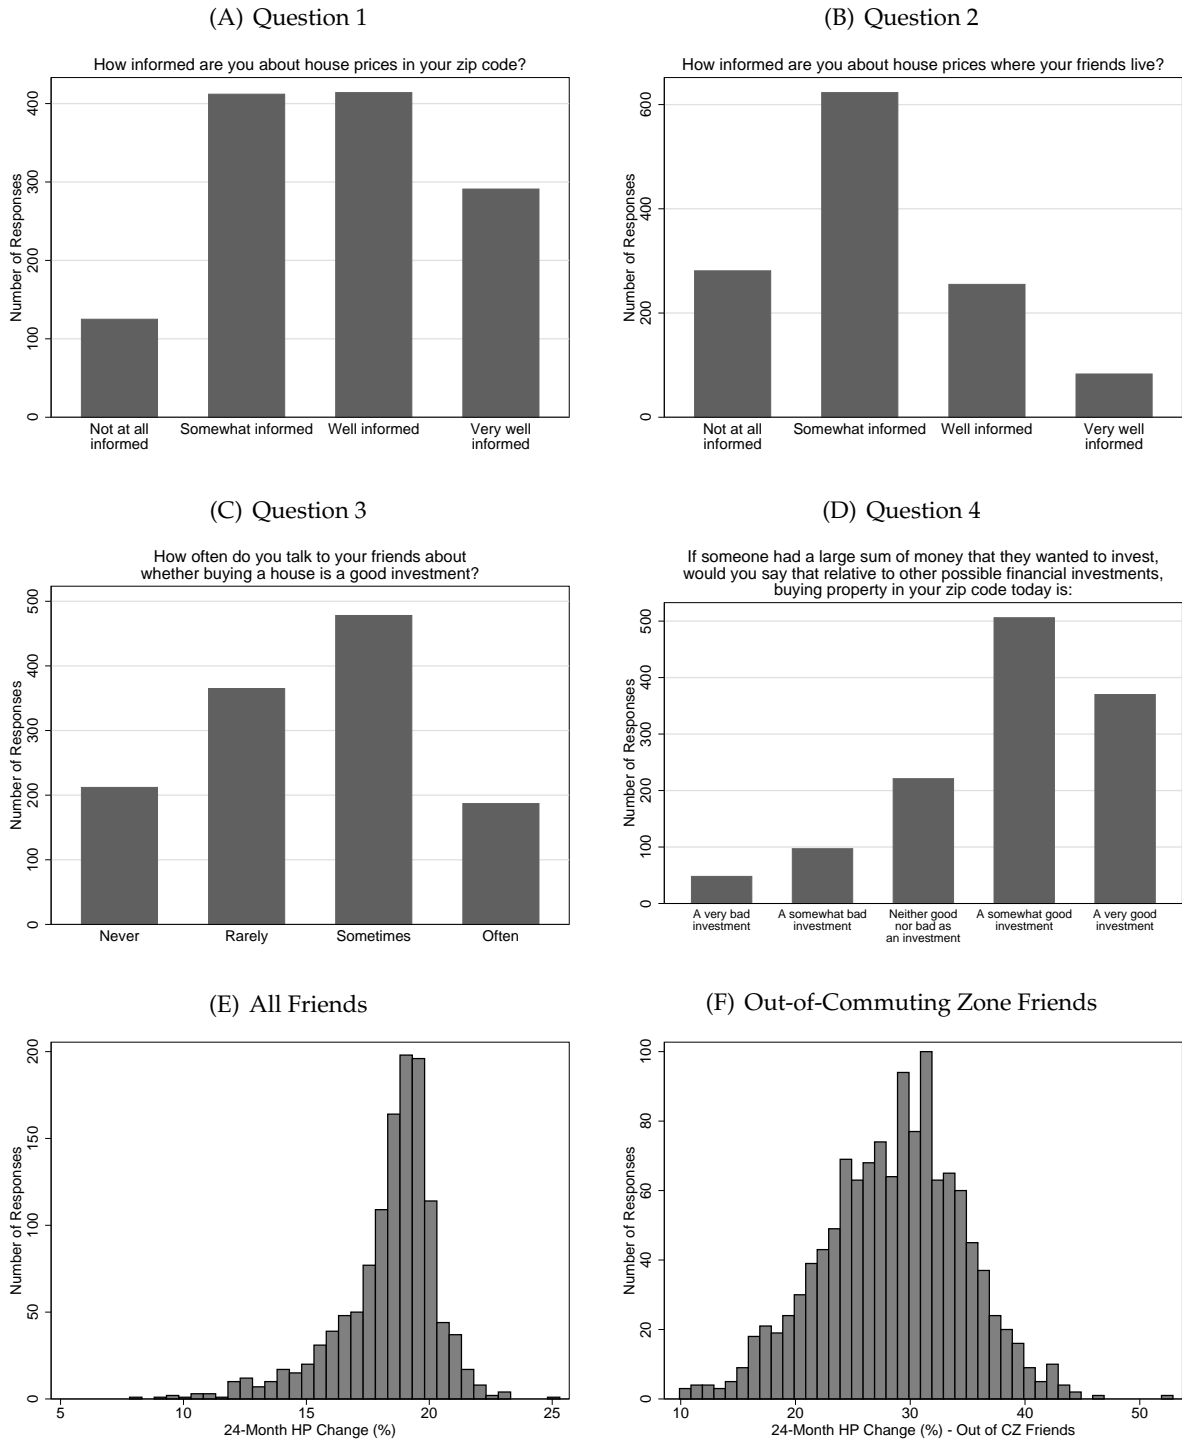 (A) Question 1
How informed are you about house prices in your zip code?
Number of Responses
0
100
200
300
400
Not at all
informed
Somewhat informed
Well informed
Very well
informed
(B) Question 2
How informed are you about house prices where your friends live?
Number of Responses
0
200
400
600
Not at all
informed
Somewhat informed
Well informed
Very well
informed
(C) Question 3
How often do you talk to your friends about
whether buying a house is a good investment?
Number of Responses
0
100
200
300
400
500
Never
Rarely
Sometimes
Often
(D) Question 4
If someone had a large sum of money that they wanted to invest,
would you say that relative to other possible financial investments,
buying property in your zip code today is:
Number of Responses
0
100
200
300
400
500
A very bad
investment
A somewhat bad
investment
Neither good
nor bad as
an investment
A somewhat good
investment
A very good
investment
(E) All Friends
Number of Responses
0
50
100
150
200
5
10
15
20
25
24-Month HP Change (%)
(F) Out-of-Commuting Zone Friends
Number of Responses
0
20
40
60
80
100
10
20
30
40
50
24-Month HP Change (%) - Out of CZ Friends